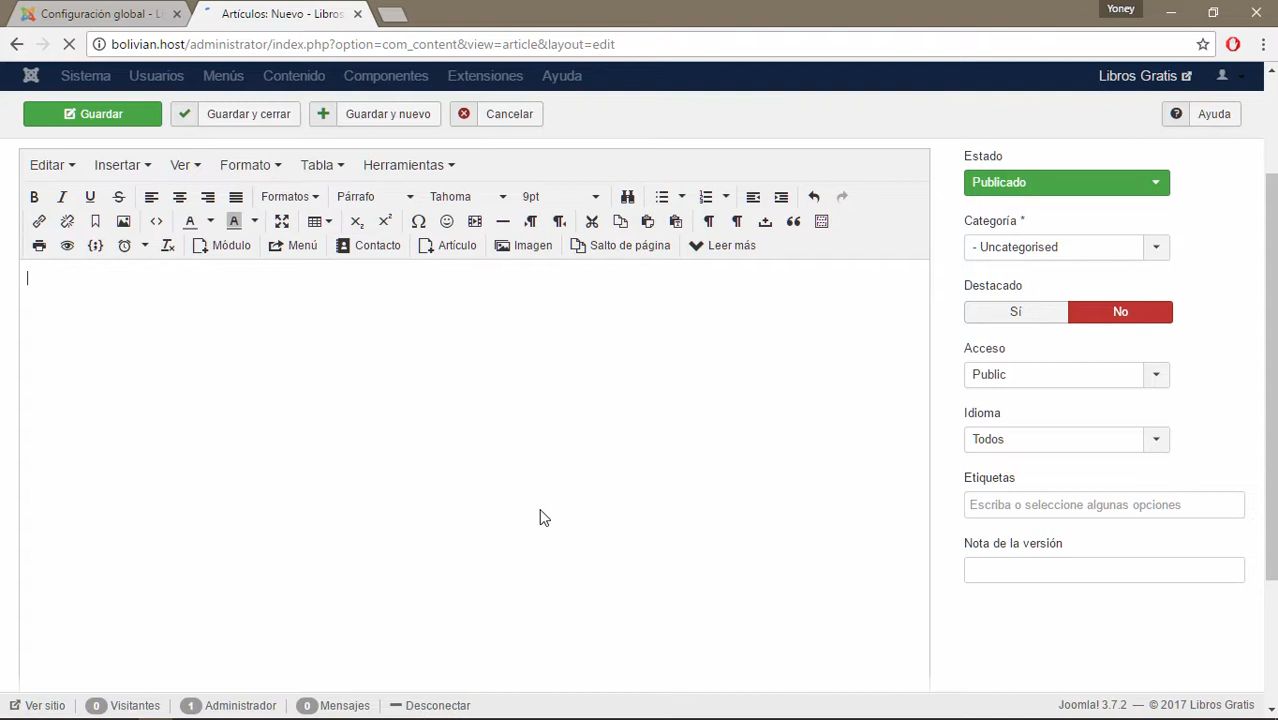 Configuración global - Li
Artículos: Nuevo - Libros
Yoney
bolivian.host/administrator/index.php?option=com_content&view=article&layout=edit
Sistema Usuarios Menús Contenido Componentes Extensiones Ayuda Libros Gratis
Guardar Guardar y cerrar Guardar y nuevo Cancelar Ayuda
Editar Insertar Ver Formato Tabla Herramientas
B I U S Formatos Párrafo Tahoma 9pt
A A
Módulo Menú Contacto Artículo Imagen Salto de página Leer más
Estado
Publicado
Categoría *
- Uncategorised
Destacado
Sí No
Acceso
Public
Idioma
Todos
Etiquetas
Escriba o seleccione algunas opciones
Nota de la versión
Ver sitio 0 Visitantes 1 Administrador 0 Mensajes Desconectar Joomla! 3.7.2 — © 2017 Libros Gratis